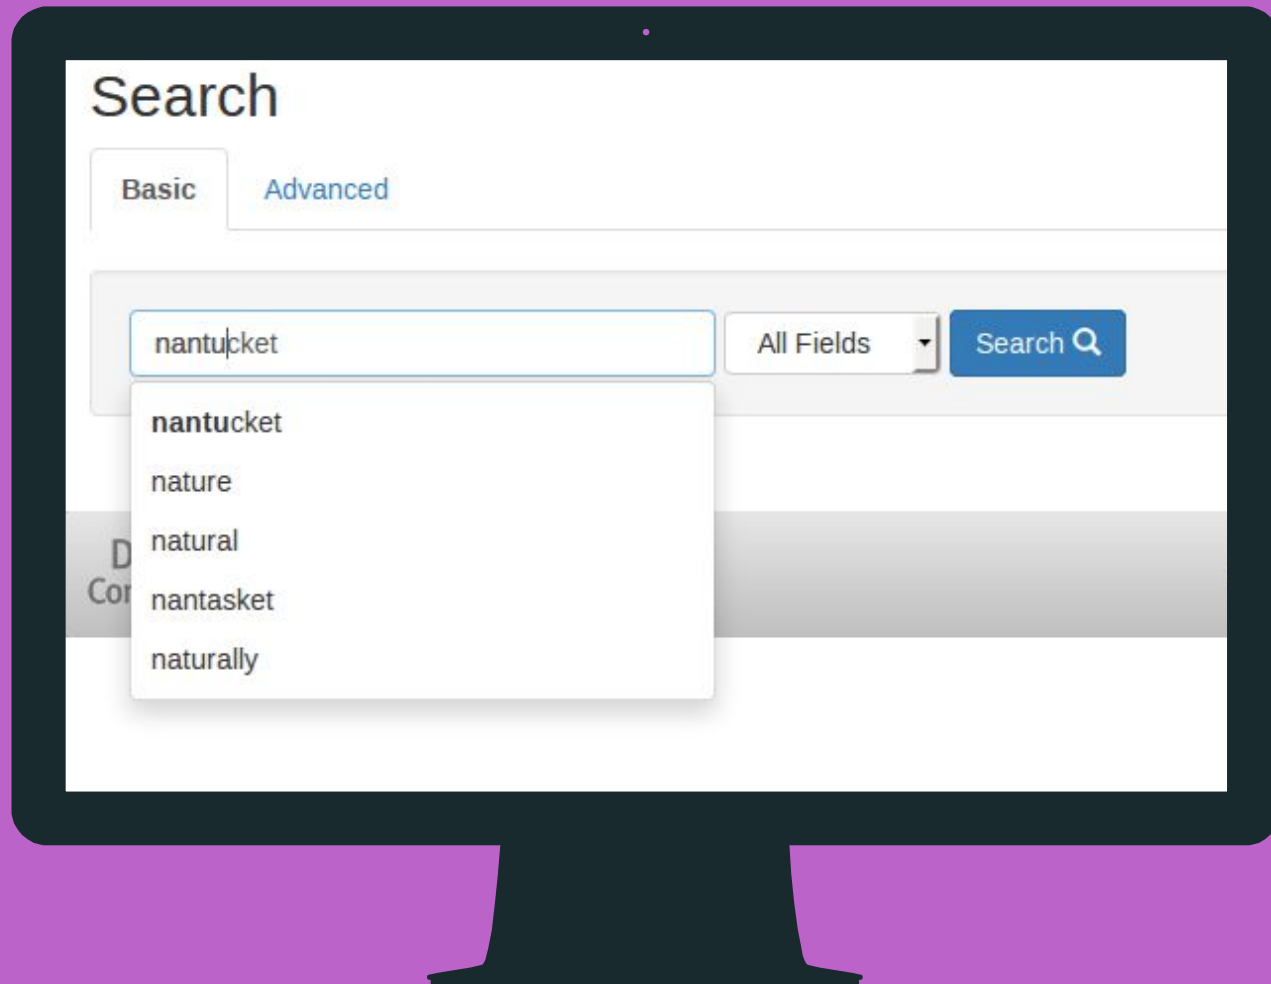 Search
Basic Advanced
nantucket All Fields Search
nantucket
nature
natural
nantasket
naturally